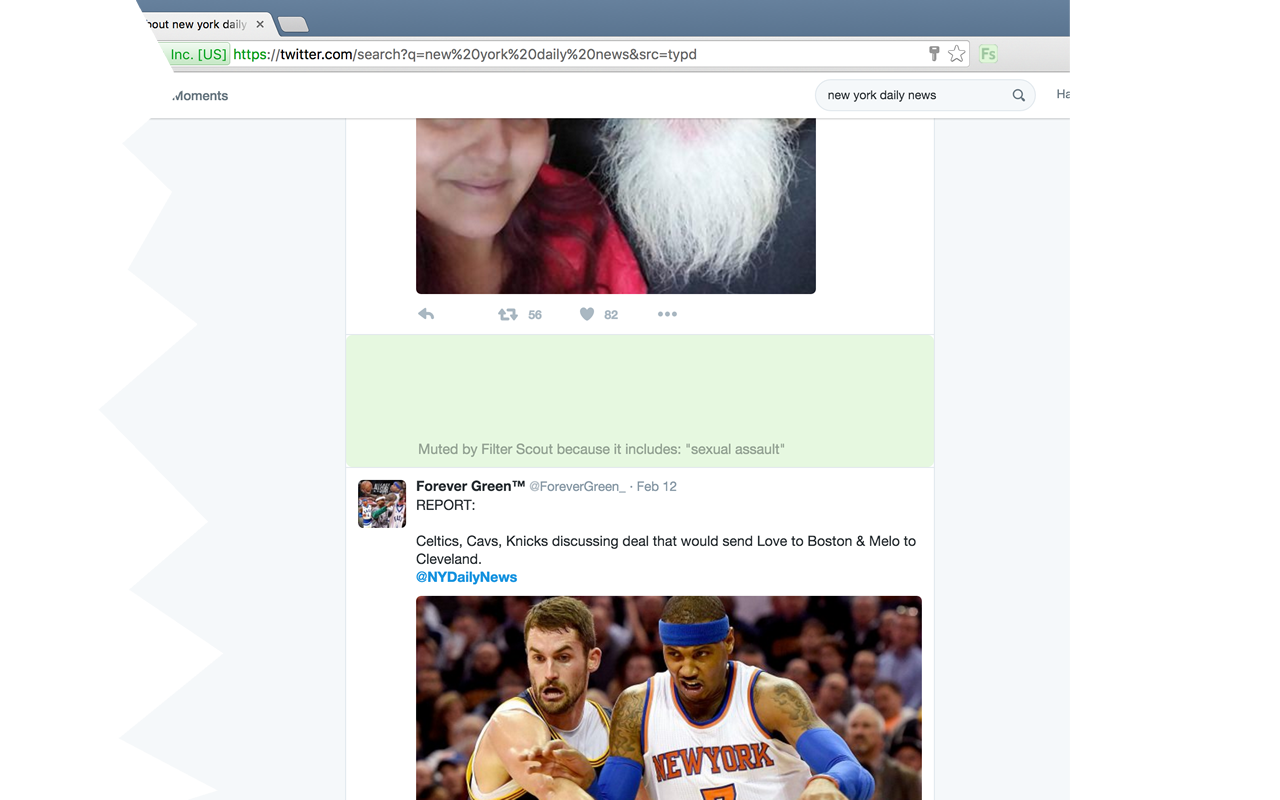 bout new york daily
Inc. [US] https://twitter.com/search?q=new%20york%20daily%20news&src=typd
Fs
Moments
new york daily news
Ha
56
82
Muted by Filter Scout because it includes: "sexual assault"
Forever Green™ @ForeverGreen_ · Feb 12
REPORT:
Celtics, Cavs, Knicks discussing deal that would send Love to Boston & Melo to
Cleveland.
@NYDailyNews
NEWYORK
7